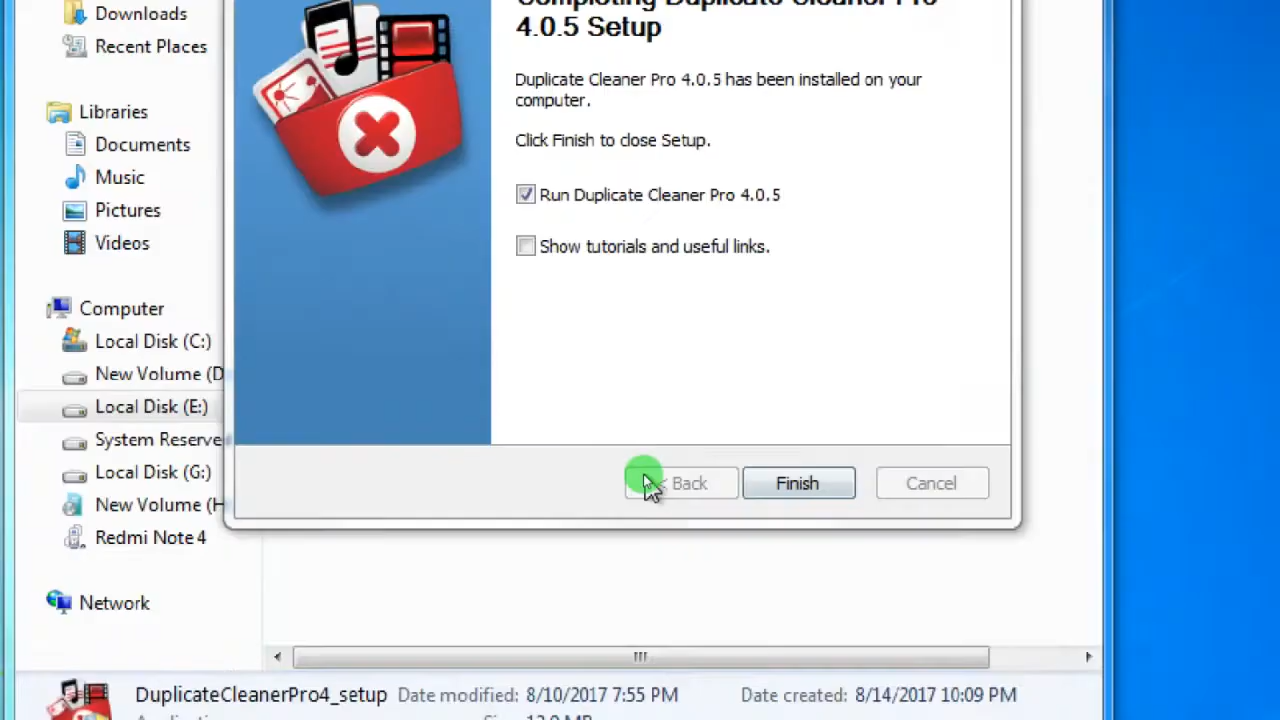 Downloads
Recent Places
Libraries
Documents
Music
Pictures
Videos
Computer
Local Disk (C:)
New Volume (D
Local Disk (E:)
System Reserve
Local Disk (G:)
New Volume (H
Redmi Note 4
Network
Completing Duplicate Cleaner Pro
4.0.5 Setup
Duplicate Cleaner Pro 4.0.5 has been installed on your
computer.
Click Finish to close Setup.
Run Duplicate Cleaner Pro 4.0.5
Show tutorials and useful links.
< Back
Finish
Cancel
DuplicateCleanerPro4_setup Date modified: 8/10/2017 7:55 PM Date created: 8/14/2017 10:09 PM